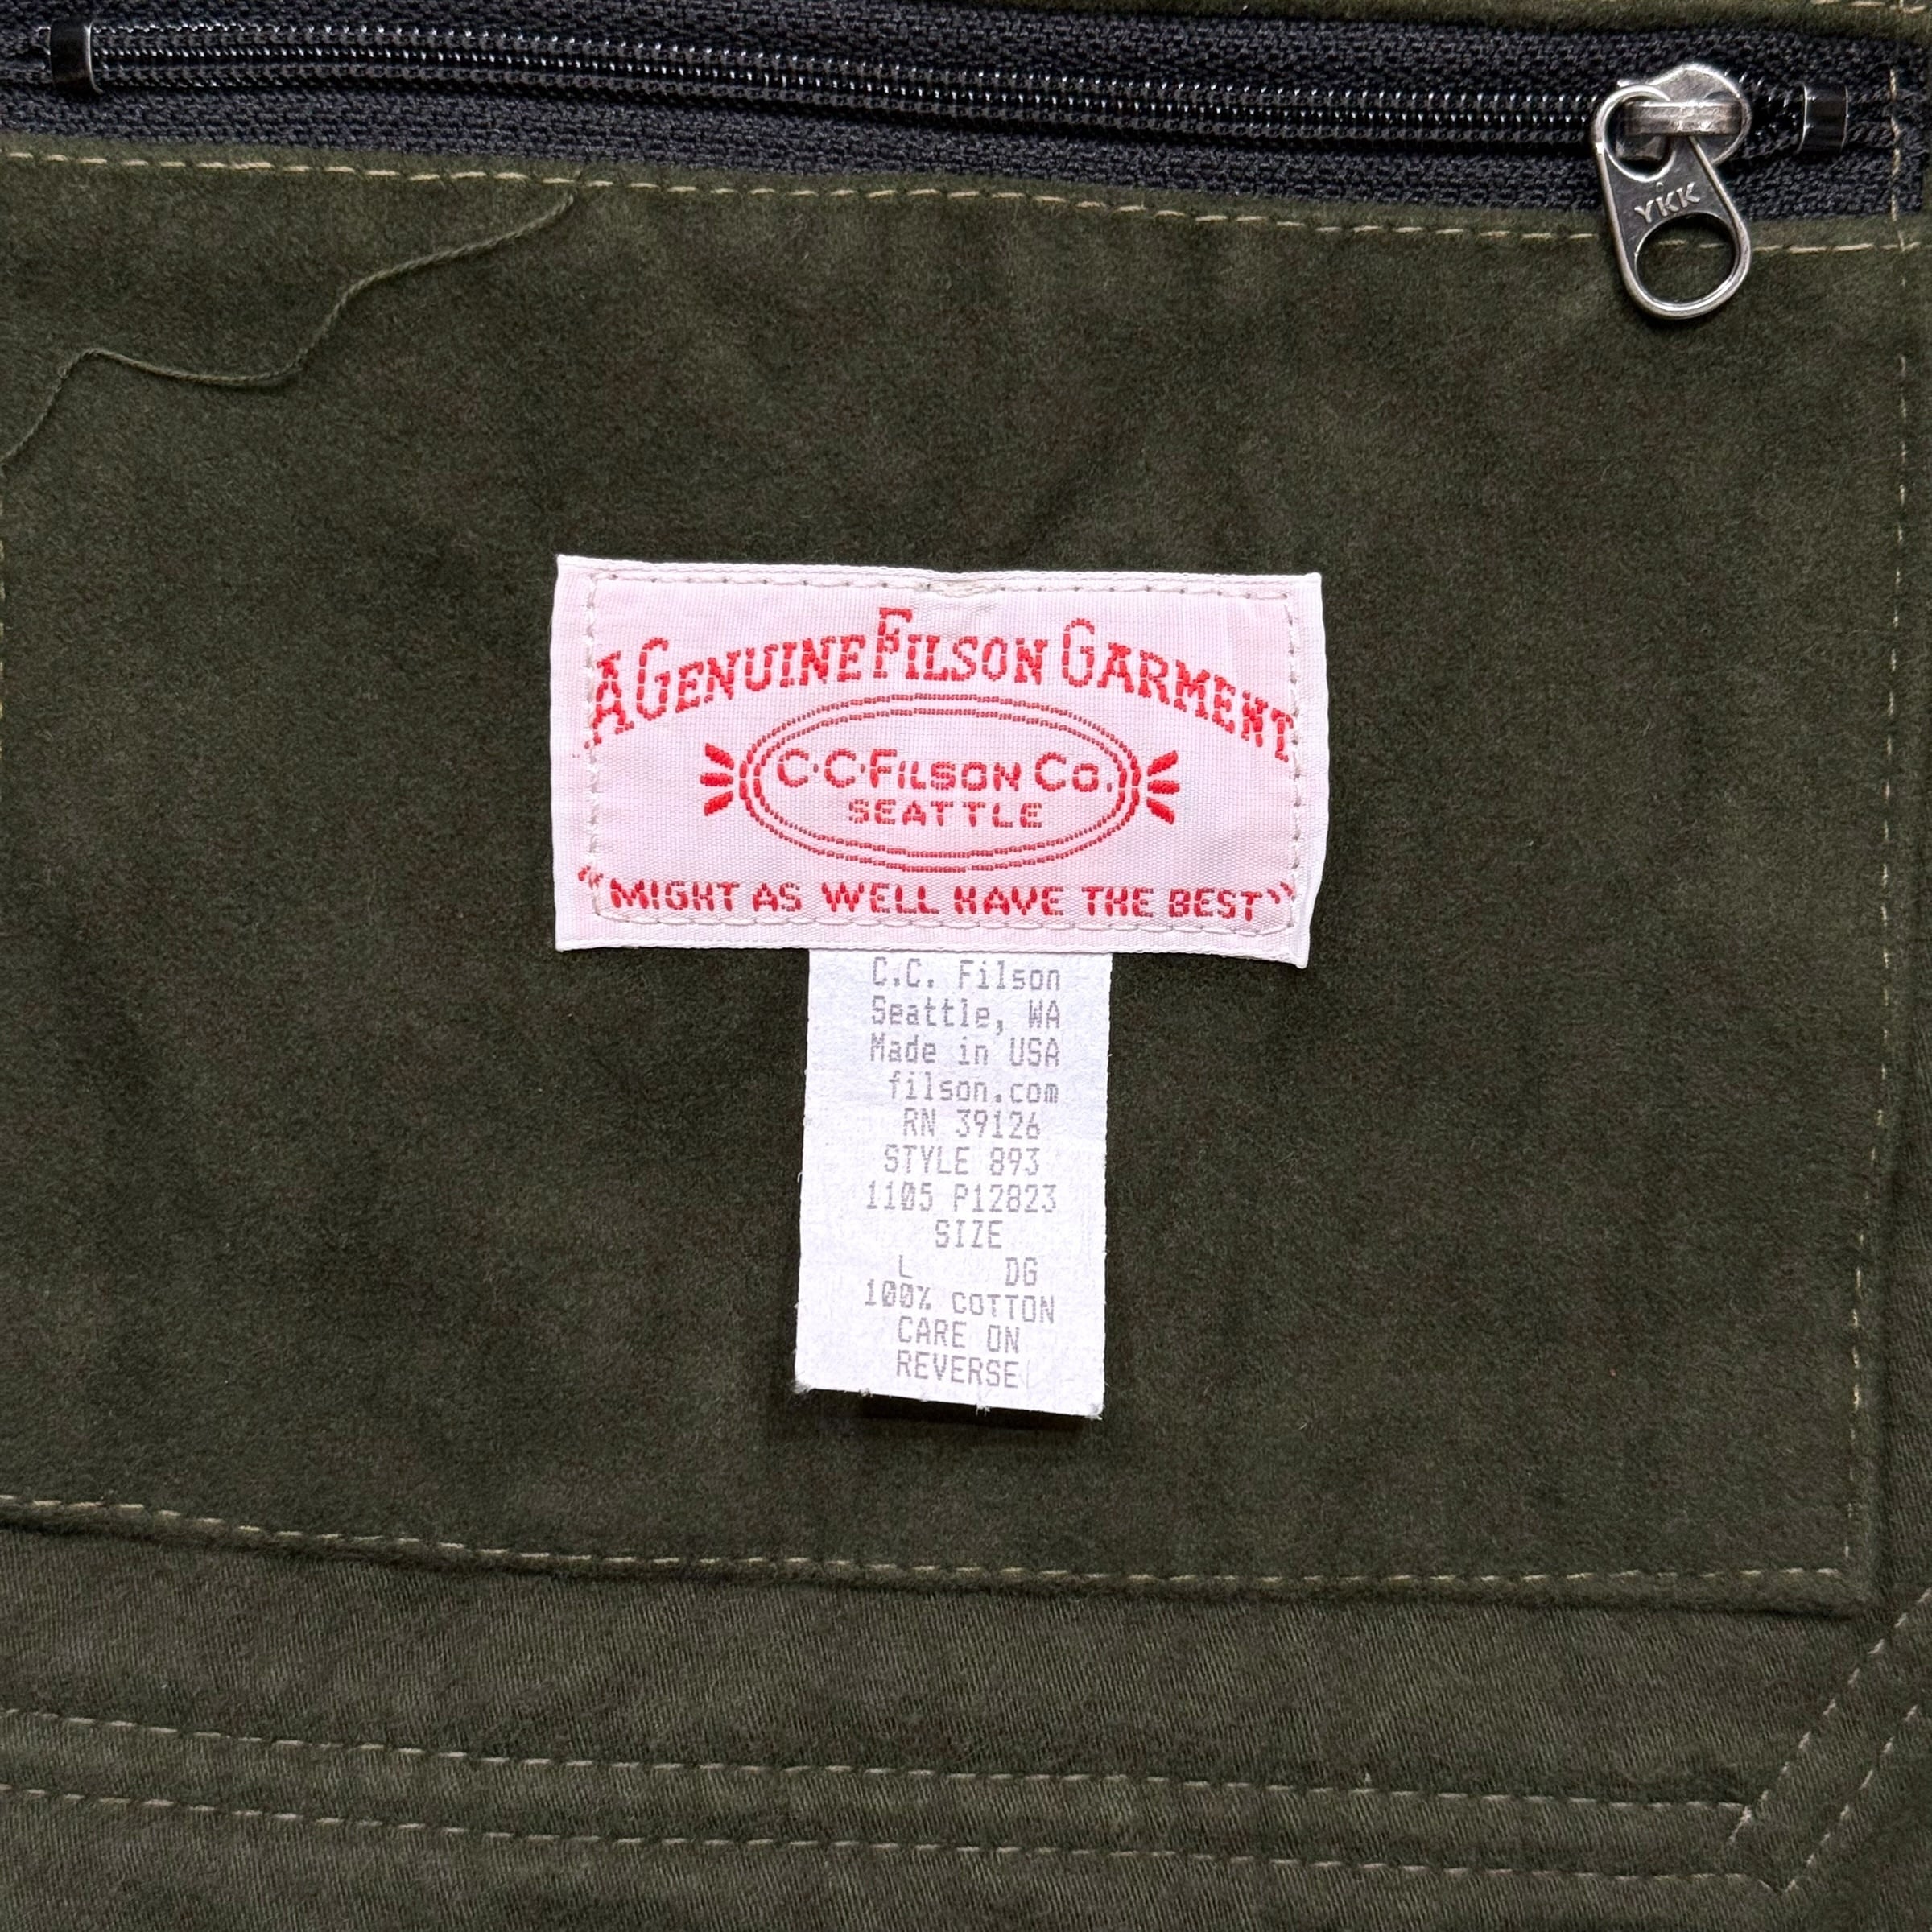 YKK
A GENUINE FILSON GARMENT
C·C·FILSON CO.
SEATTLE
"MIGHT AS WELL HAVE THE BEST"
C.C. Filson
Seattle, WA
Made in USA
filson.com
RN 39126
STYLE 893
1105 P12823
SIZE
L DG
100% COTTON
CARE ON
REVERSE